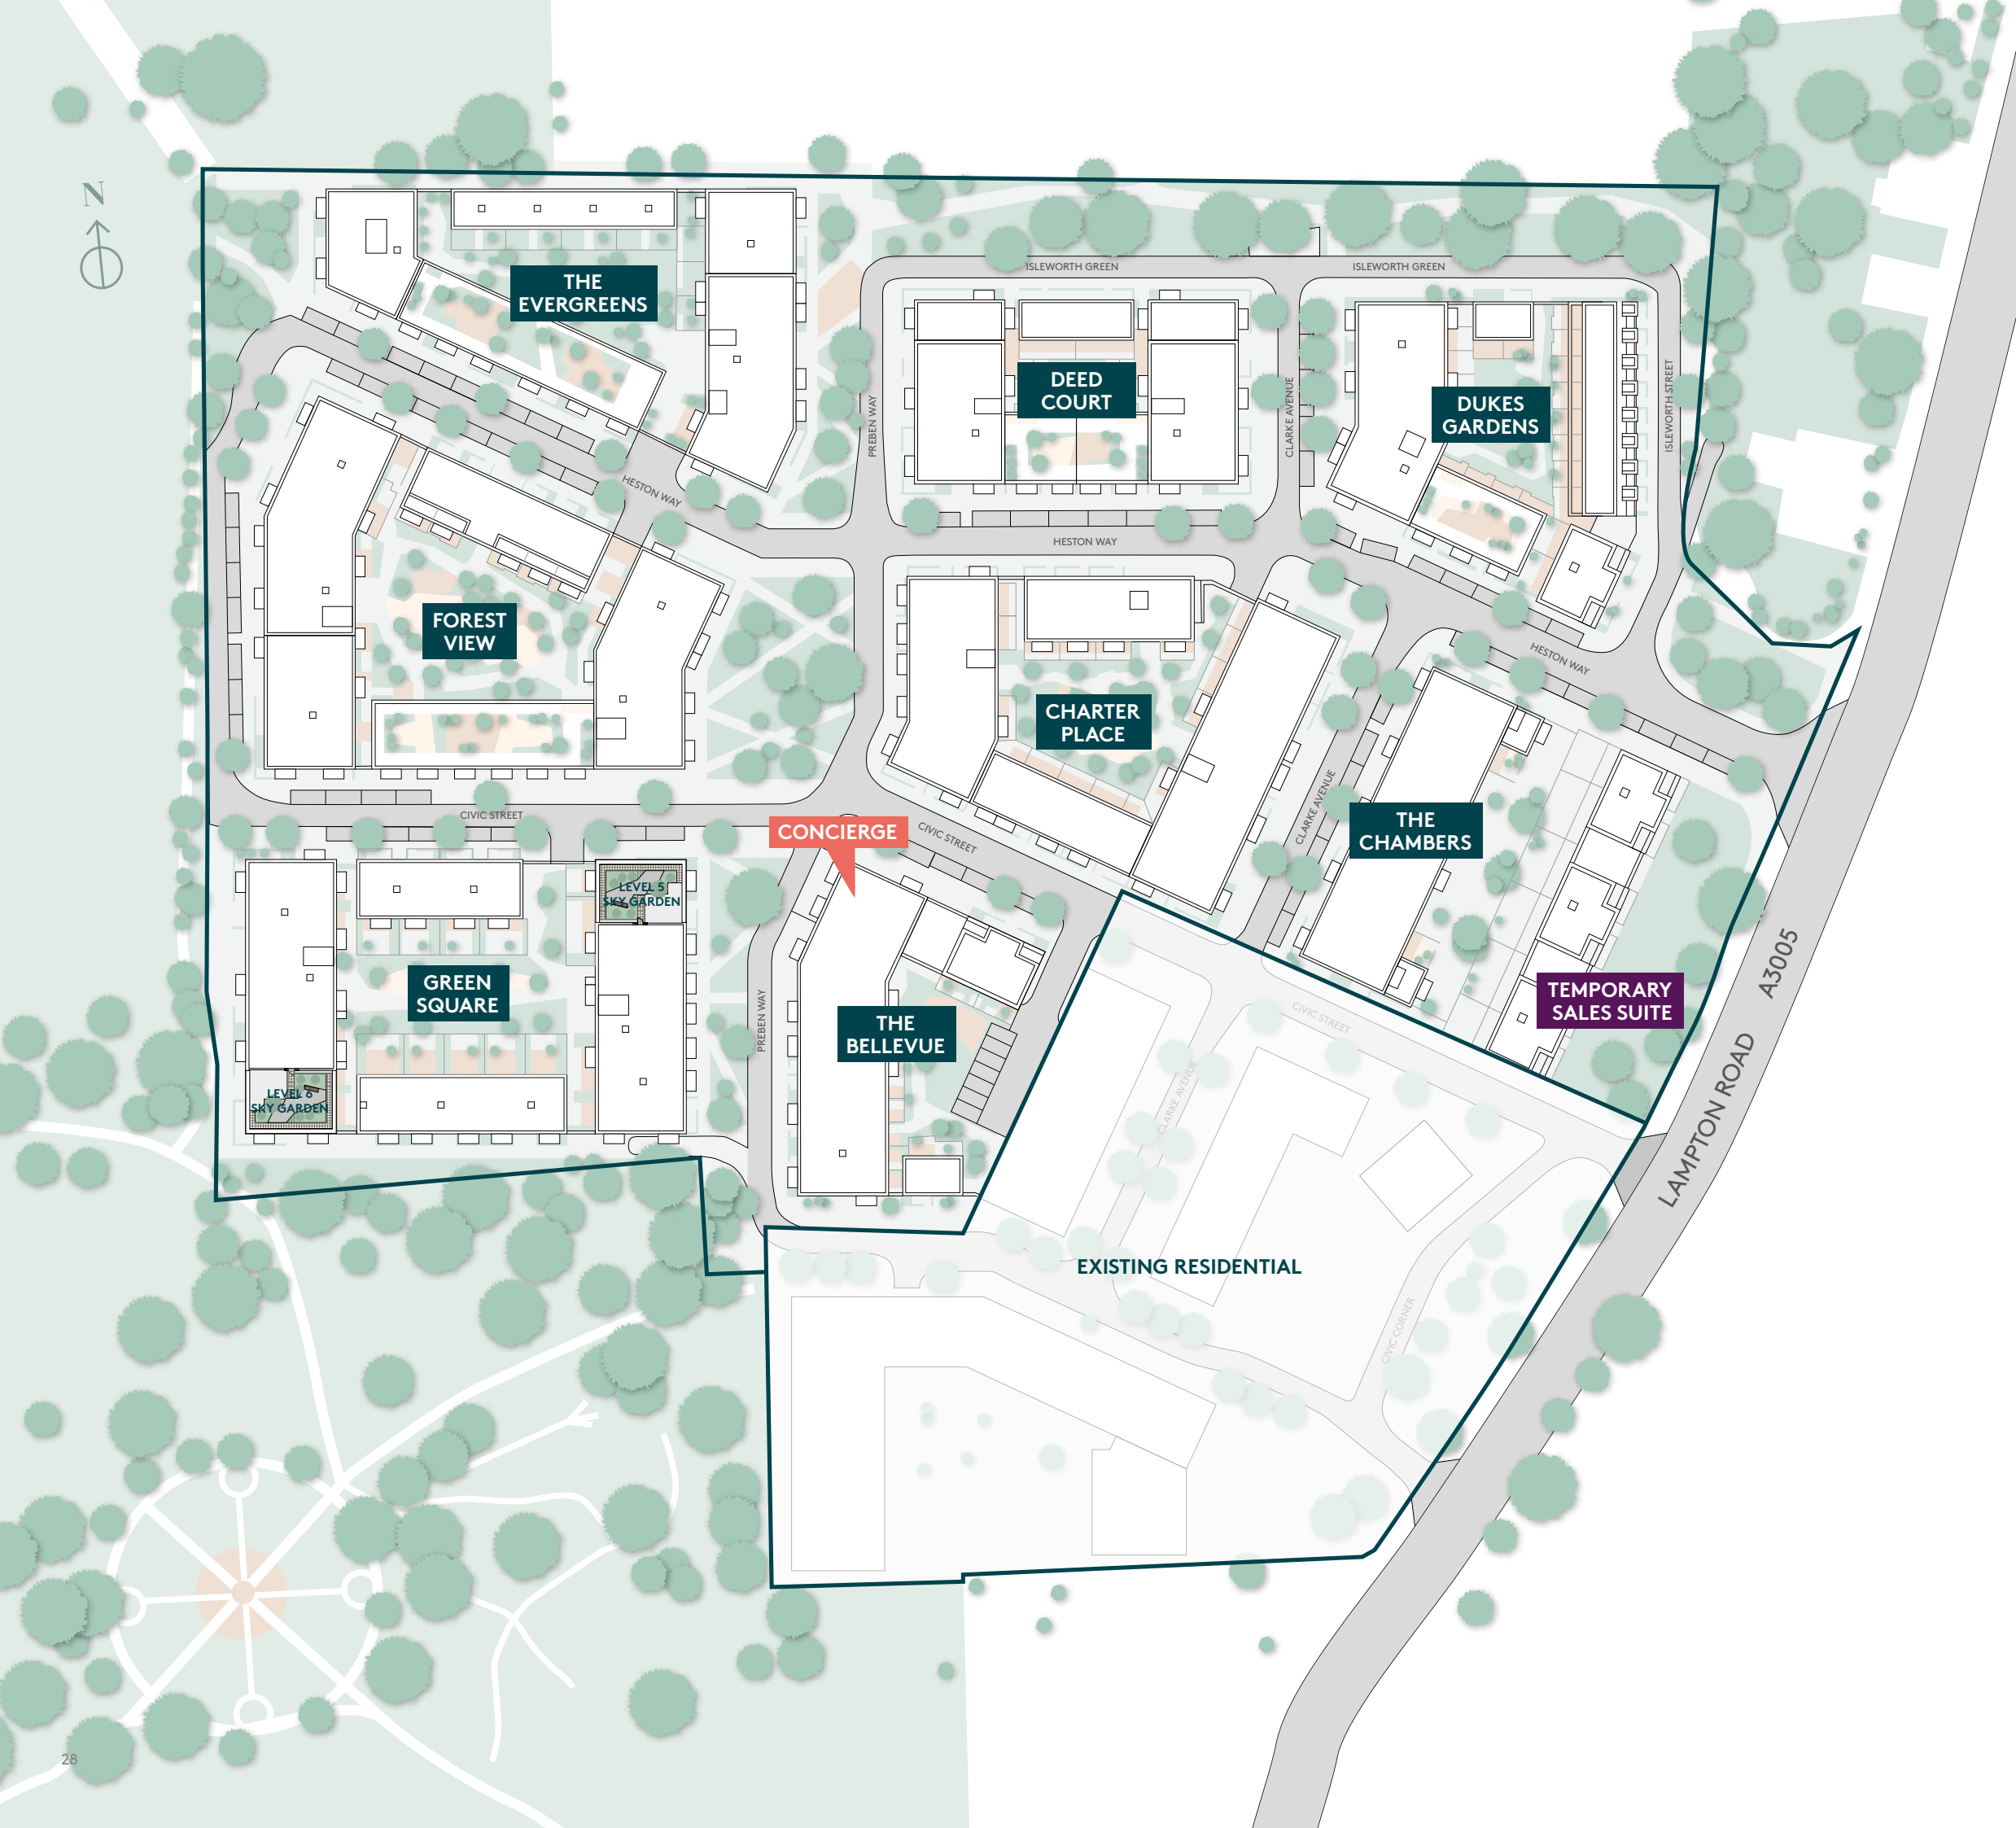 N
THE
EVERGREENS
ISLEWORTH GREEN
ISLEWORTH GREEN
DEED
COURT
DUKES
GARDENS
PREBEN WAY
CLARKE AVENUE
ISLEWORTH STREET
HESTON WAY
HESTON WAY
FOREST
VIEW
HESTON WAY
CHARTER
PLACE
CIVIC STREET
CONCIERGE
CIVIC STREET
CLARKE AVENUE
THE
CHAMBERS
LEVEL 5
SKY GARDEN
GREEN
SQUARE
THE
BELLEVUE
PREBEN WAY
TEMPORARY
SALES SUITE
A3005
LAMPTON ROAD
CIVIC STREET
CLARKE AVENUE
LEVEL 6
SKY GARDEN
EXISTING RESIDENTIAL
CIVIC CORNER
28